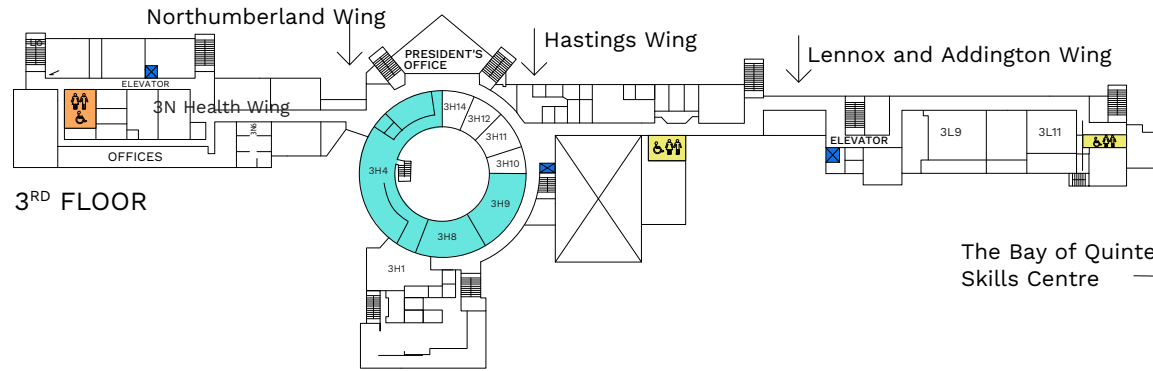 Northumberland Wing
Hastings Wing
Lennox and Addington Wing
PRESIDENT'S
OFFICE
ELEVATOR
3N Health Wing
3N6
OFFICES
3RD FLOOR
3H14
3H12
3H11
3H10
3H9
3H8
3H4
3H1
ELEVATOR
3L9
3L11
The Bay of Quinte
Skills Centre